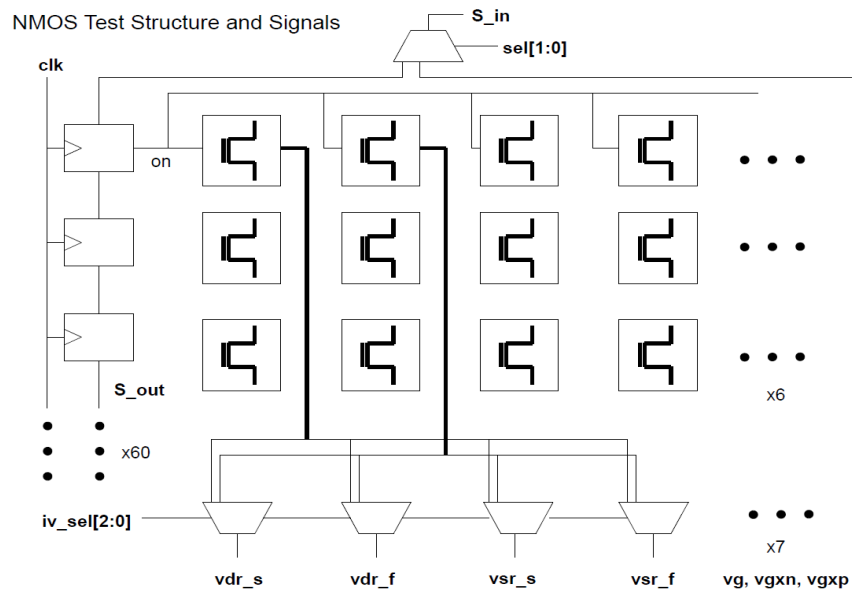 NMOS Test Structure and Signals
S_in
sel[1:0]
clk
on
S_out
x6
x60
iv_sel[2:0]
x7
vdr_s
vdr_f
vsr_s
vsr_f
vg, vgxn, vgxp